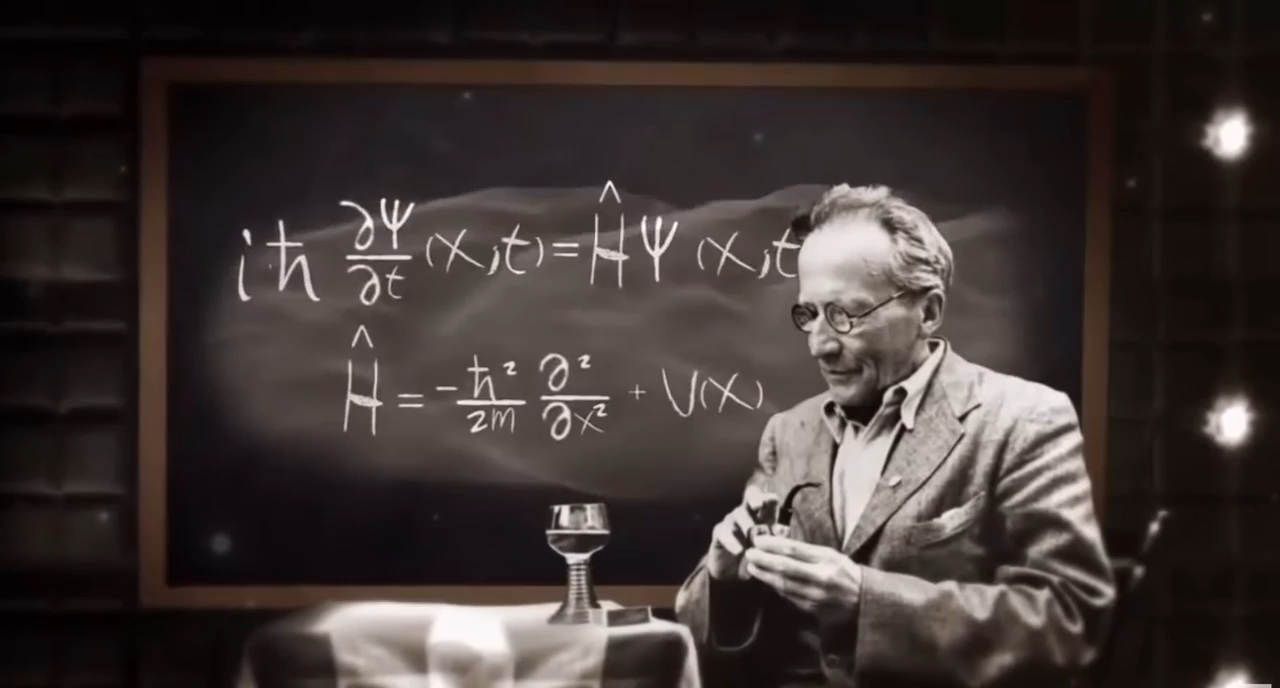 iħ ∂Ψ/∂t (x,t) = ĤΨ (x,t
Ĥ = -ħ²/2m ∂²/∂x² + V(x)